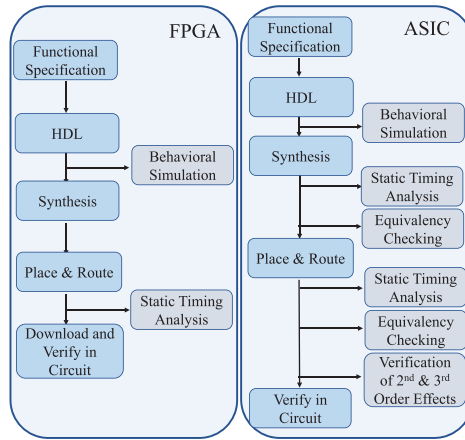 FPGA
Functional
Specification
HDL
Behavioral
Simulation
Synthesis
Place & Route
Static Timing
Analysis
Download and
Verify in
Circuit
ASIC
Functional
Specification
HDL
Behavioral
Simulation
Synthesis
Static Timing
Analysis
Equivalency
Checking
Place & Route
Static Timing
Analysis
Equivalency
Checking
Verification
of 2nd & 3rd
Order Effects
Verify in
Circuit